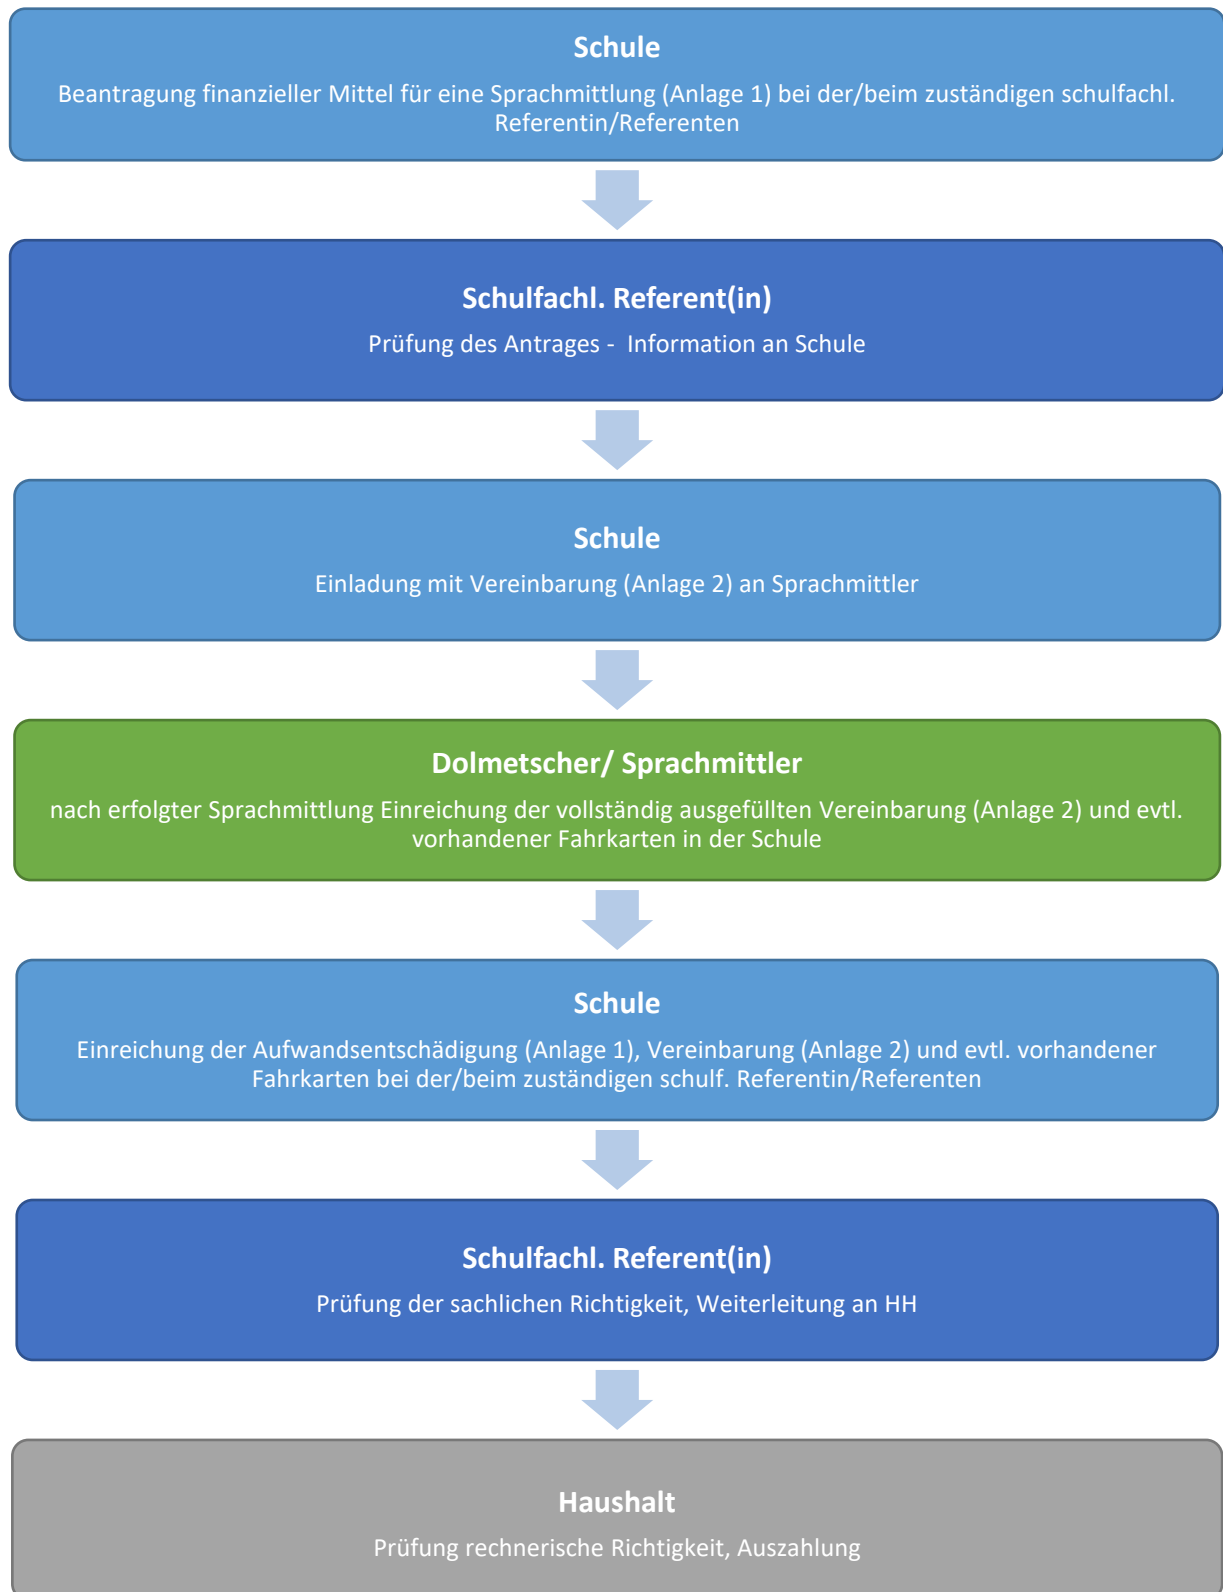 Schule
Beantragung finanzieller Mittel für eine Sprachmittlung (Anlage 1) bei der/beim zuständigen schulfachl.
Referentin/Referenten
Schulfachl. Referent(in)
Prüfung des Antrages -  Information an Schule
Schule
Einladung mit Vereinbarung (Anlage 2) an Sprachmittler
Dolmetscher/ Sprachmittler
nach erfolgter Sprachmittlung Einreichung der vollständig ausgefüllten Vereinbarung (Anlage 2) und evtl.
vorhandener Fahrkarten in der Schule
Schule
Einreichung der Aufwandsentschädigung (Anlage 1), Vereinbarung (Anlage 2) und evtl. vorhandener
Fahrkarten bei der/beim zuständigen schulf. Referentin/Referenten
Schulfachl. Referent(in)
Prüfung der sachlichen Richtigkeit, Weiterleitung an HH
Haushalt
Prüfung rechnerische Richtigkeit, Auszahlung